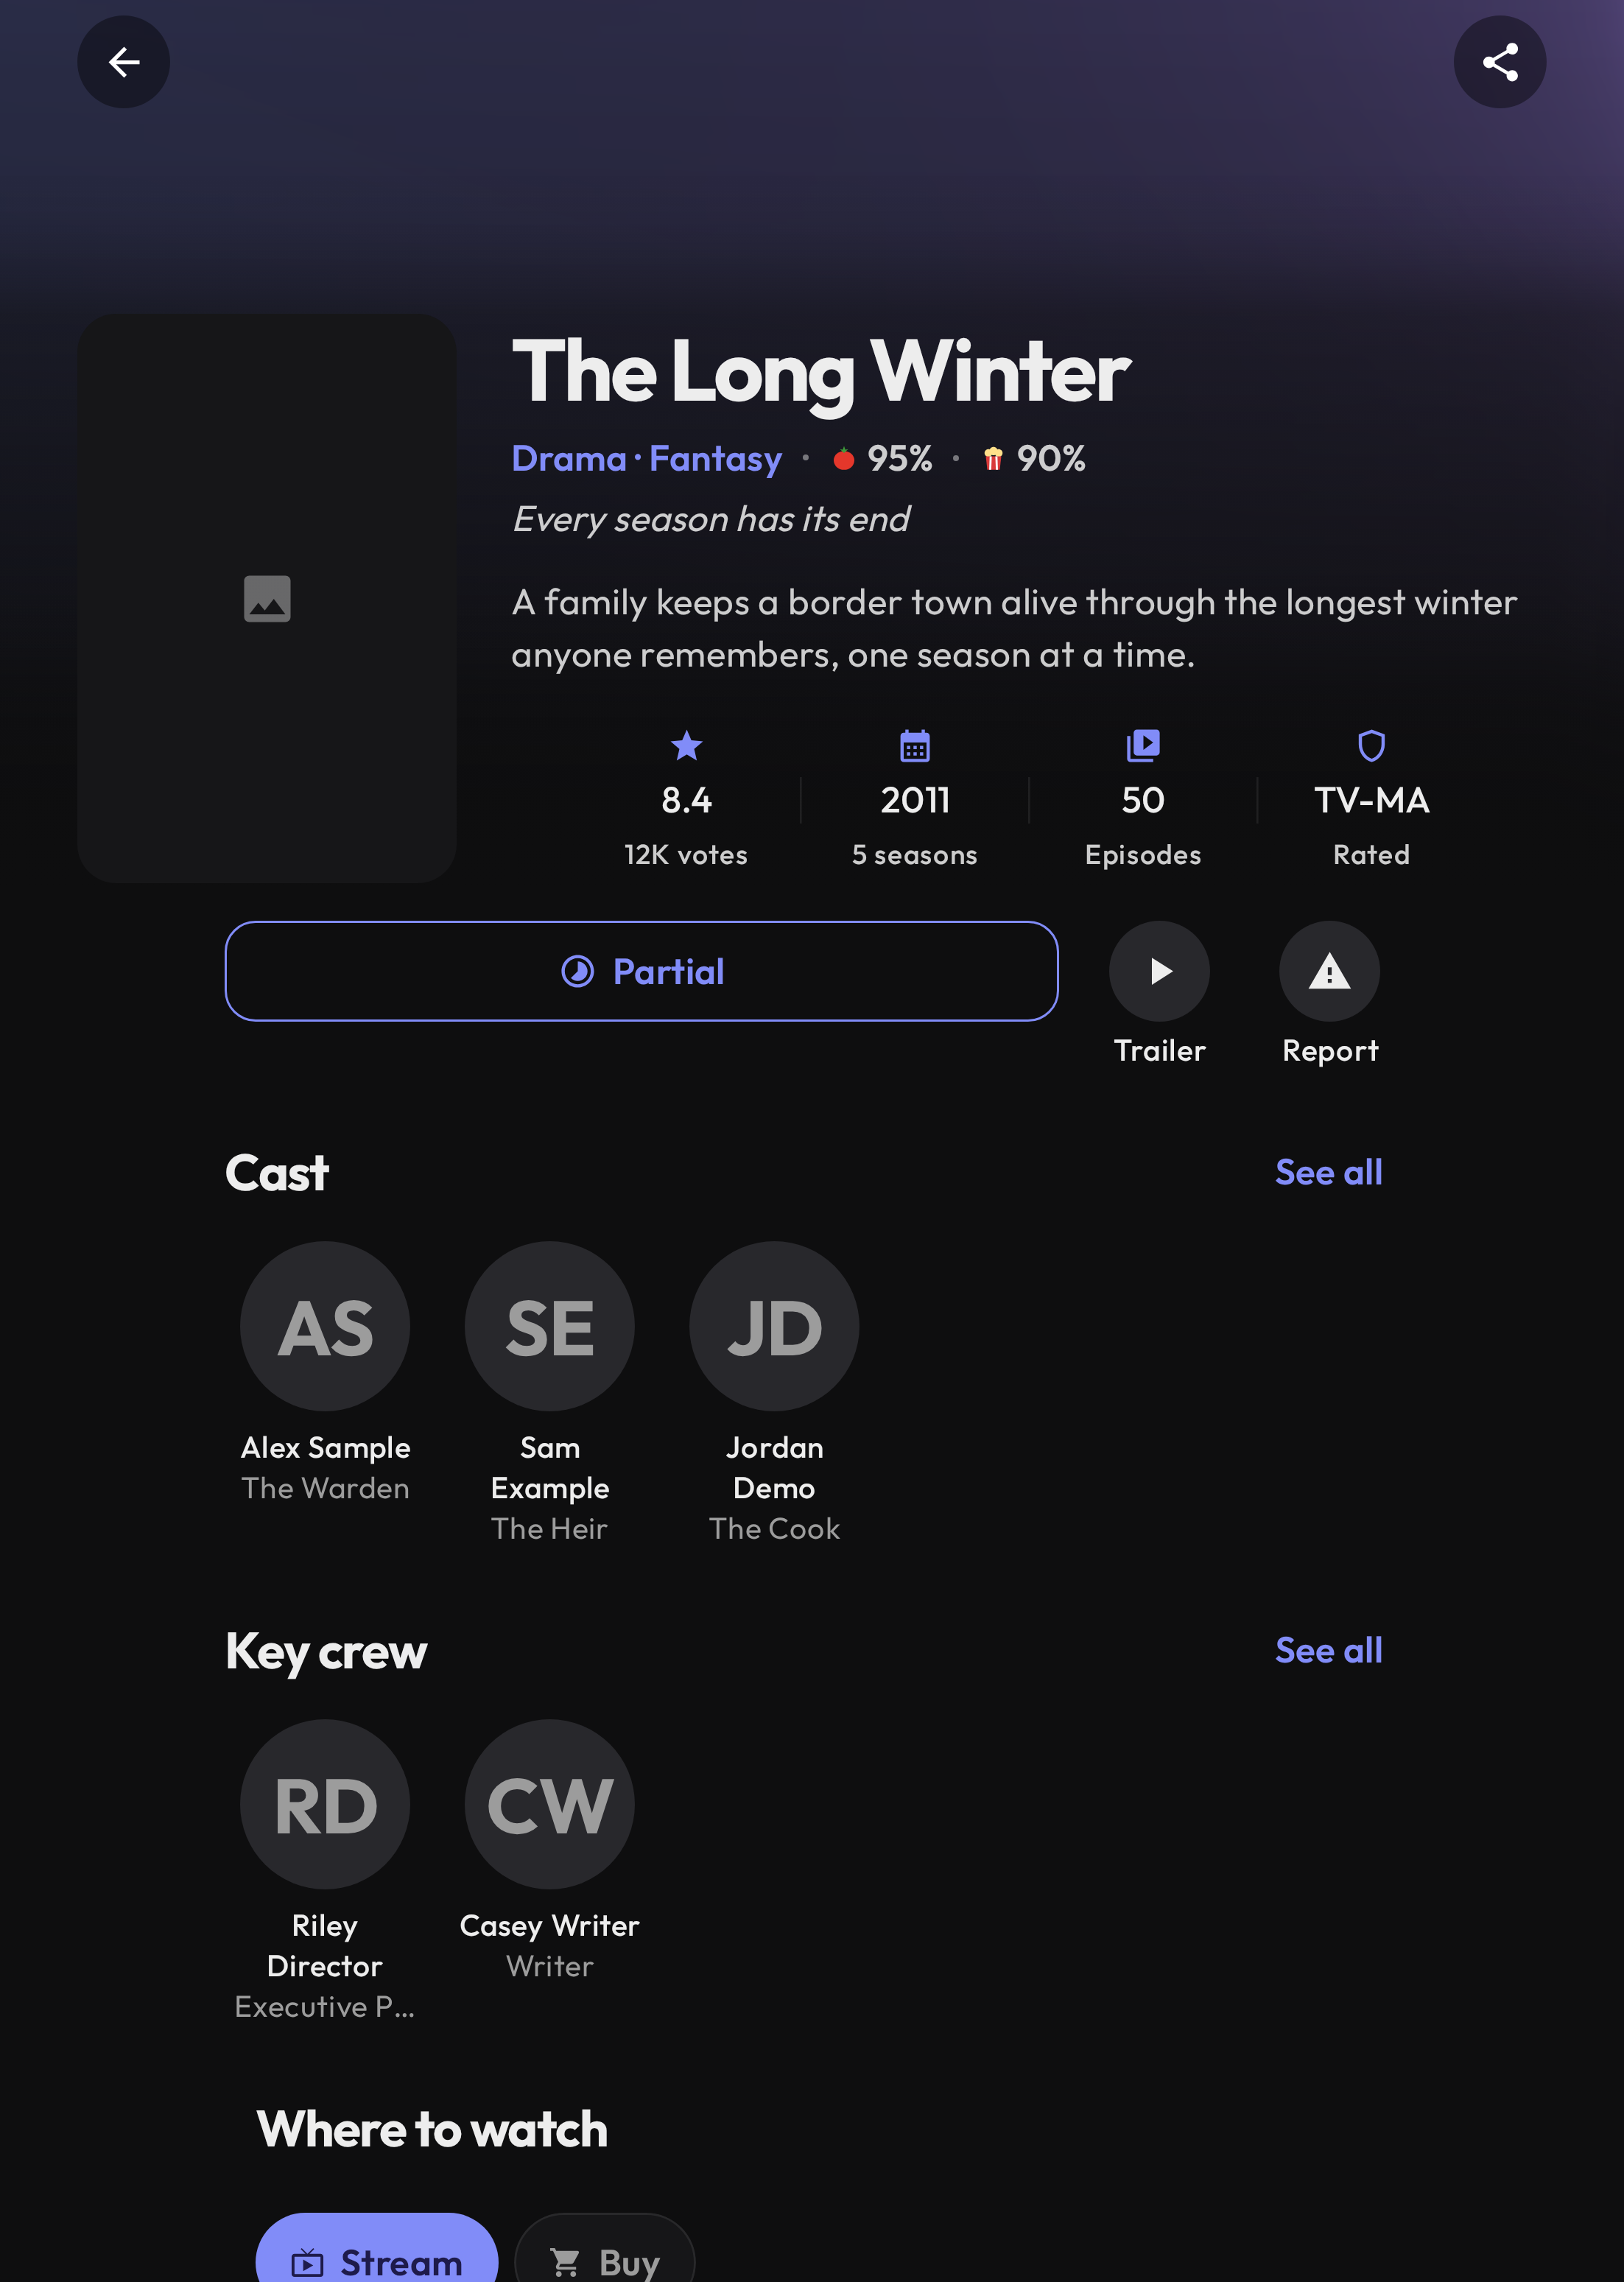 The Long Winter
Drama · Fantasy · 95% · 90%
Every season has its end
A family keeps a border town alive through the longest winter
anyone remembers, one season at a time.
8.4 2011 50 TV-MA
12K votes 5 seasons Episodes Rated
Partial
Trailer Report
Cast See all
AS SE JD
Alex Sample Sam Jordan
The Warden Example Demo
The Heir The Cook
Key crew See all
RD CW
Riley Casey Writer
Director Writer
Executive P...
Where to watch
Stream Buy